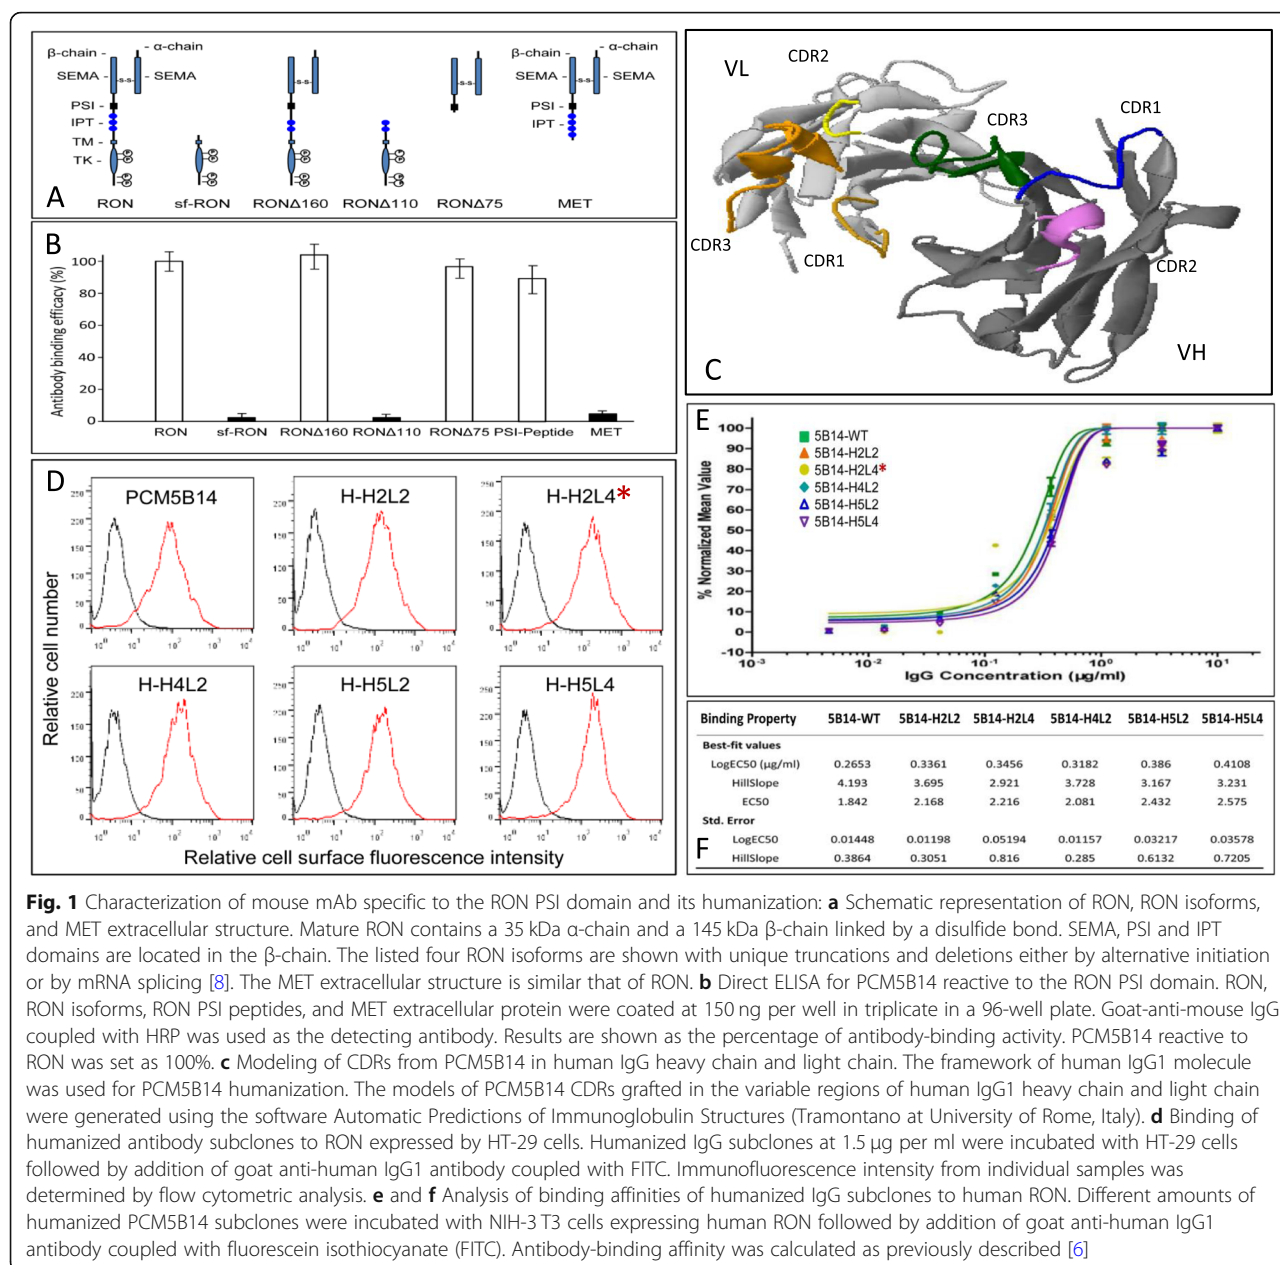 β-chain -
- α-chain
SEMA -
-s-s-
- SEMA
PSI -
IPT -
TM -
TK -
-s-s-
-s-s-
β-chain -
- α-chain
SEMA -
-s-s-
- SEMA
PSI -
IPT -
A
RON
sf-RON
RONΔ160
RONΔ110
RONΔ75
MET
B
Antibody binding efficacy (%)
100
80
60
40
20
0
RON
sf-RON
RONΔ160
RONΔ110
RONΔ75
PSI-Peptide
MET
VL
CDR2
CDR3
CDR1
CDR3
CDR1
CDR2
VH
C
D
PCM5B14
H-H2L2
H-H2L4*
H-H4L2
H-H5L2
H-H5L4
Relative cell number
Relative cell surface fluorescence intensity
E
5B14-WT
5B14-H2L2
5B14-H2L4*
5B14-H4L2
5B14-H5L2
5B14-H5L4
% Normalized Mean Value
100
90
80
70
60
50
40
30
20
10
0
-10
10-3
10-2
10-1
100
101
IgG Concentration (μg/ml)
Binding Property 5B14-WT 5B14-H2L2 5B14-H2L4 5B14-H4L2 5B14-H5L2 5B14-H5L4
Best-fit values
LogEC50 (μg/ml) 0.2653 0.3361 0.3456 0.3182 0.386 0.4108
HillSlope 4.193 3.695 2.921 3.728 3.167 3.231
EC50 1.842 2.168 2.216 2.081 2.432 2.575
Std. Error
LogEC50 0.01448 0.01198 0.05194 0.01157 0.03217 0.03578
HillSlope 0.3864 0.3051 0.816 0.285 0.6132 0.7205
F
Fig. 1 Characterization of mouse mAb specific to the RON PSI domain and its humanization: a Schematic representation of RON, RON isoforms,
and MET extracellular structure. Mature RON contains a 35 kDa α-chain and a 145 kDa β-chain linked by a disulfide bond. SEMA, PSI and IPT
domains are located in the β-chain. The listed four RON isoforms are shown with unique truncations and deletions either by alternative initiation
or by mRNA splicing [8]. The MET extracellular structure is similar that of RON. b Direct ELISA for PCM5B14 reactive to the RON PSI domain. RON,
RON isoforms, RON PSI peptides, and MET extracellular protein were coated at 150 ng per well in triplicate in a 96-well plate. Goat-anti-mouse IgG
coupled with HRP was used as the detecting antibody. Results are shown as the percentage of antibody-binding activity. PCM5B14 reactive to
RON was set as 100%. c Modeling of CDRs from PCM5B14 in human IgG heavy chain and light chain. The framework of human IgG1 molecule
was used for PCM5B14 humanization. The models of PCM5B14 CDRs grafted in the variable regions of human IgG1 heavy chain and light chain
were generated using the software Automatic Predictions of Immunoglobulin Structures (Tramontano at University of Rome, Italy). d Binding of
humanized antibody subclones to RON expressed by HT-29 cells. Humanized IgG subclones at 1.5 μg per ml were incubated with HT-29 cells
followed by addition of goat anti-human IgG1 antibody coupled with FITC. Immunofluorescence intensity from individual samples was
determined by flow cytometric analysis. e and f Analysis of binding affinities of humanized IgG subclones to human RON. Different amounts of
humanized PCM5B14 subclones were incubated with NIH-3 T3 cells expressing human RON followed by addition of goat anti-human IgG1
antibody coupled with fluorescein isothiocyanate (FITC). Antibody-binding affinity was calculated as previously described [6]